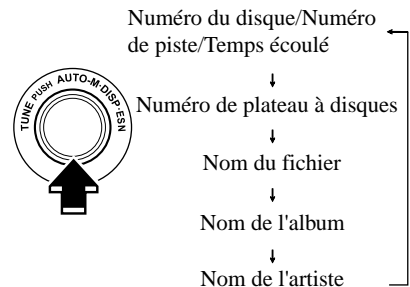 Numéro du disque/Numéro
de piste/Temps écoulé
Numéro de plateau à disques
TUNE PUSH AUTO-M·DISP·ESN
Nom du fichier
Nom de l'album
Nom de l'artiste